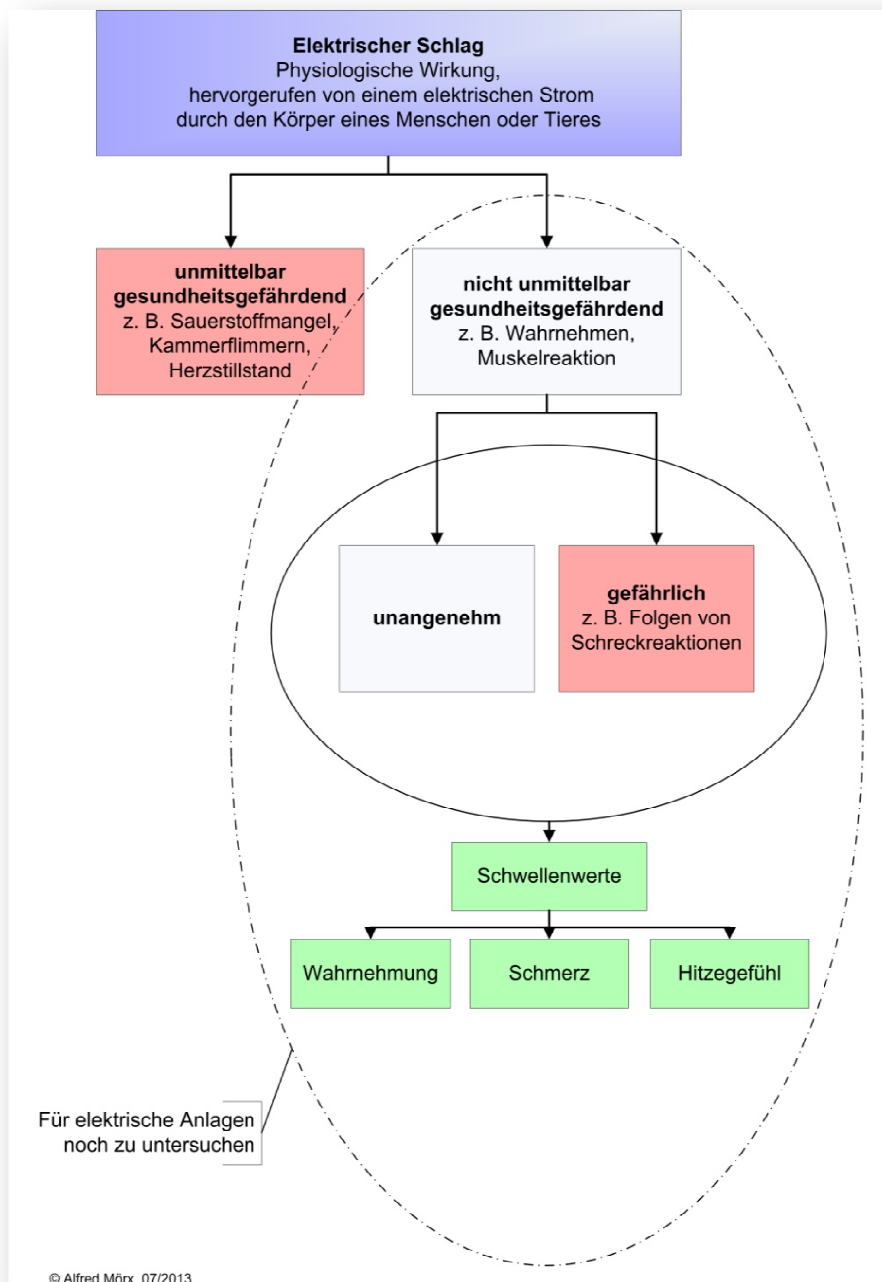 Elektrischer Schlag
Physiologische Wirkung,
hervorgerufen von einem elektrischen Strom
durch den Körper eines Menschen oder Tieres
unmittelbar
gesundheitsgefährdend
z. B. Sauerstoffmangel,
Kammerflimmern,
Herzstillstand
nicht unmittelbar
gesundheitsgefährdend
z. B. Wahrnehmen,
Muskelreaktion
unangenehm
gefährlich
z. B. Folgen von
Schreckreaktionen
Schwellenwerte
Wahrnehmung
Schmerz
Hitzegefühl
Für elektrische Anlagen
noch zu untersuchen
© Alfred Mörx, 07/2013